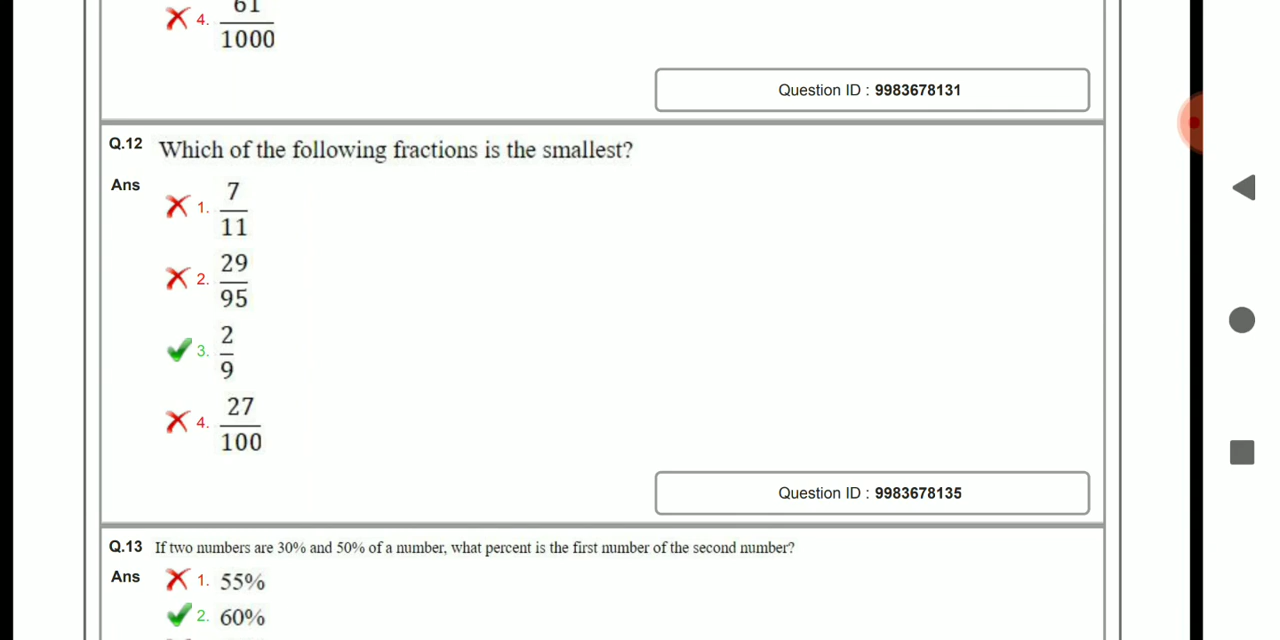 4. 61/1000
Question ID : 9983678131
Q.12 Which of the following fractions is the smallest?
Ans 1. 7/11
2. 29/95
3. 2/9
4. 27/100
Question ID : 9983678135
Q.13 If two numbers are 30% and 50% of a number, what percent is the first number of the second number?
Ans 1. 55%
2. 60%